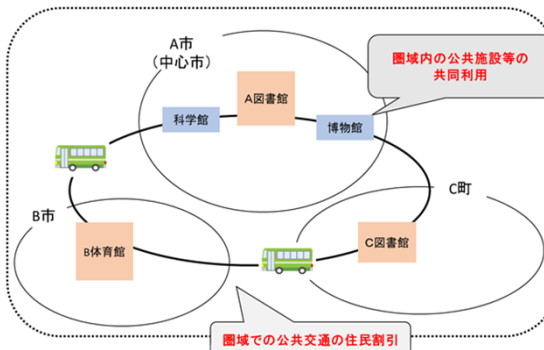 A市
(中心市)
圏域内の公共施設等の
共同利用
A図書館
科学館
博物館
B市
C町
B体育館
C図書館
圏域での公共交通の住民割引